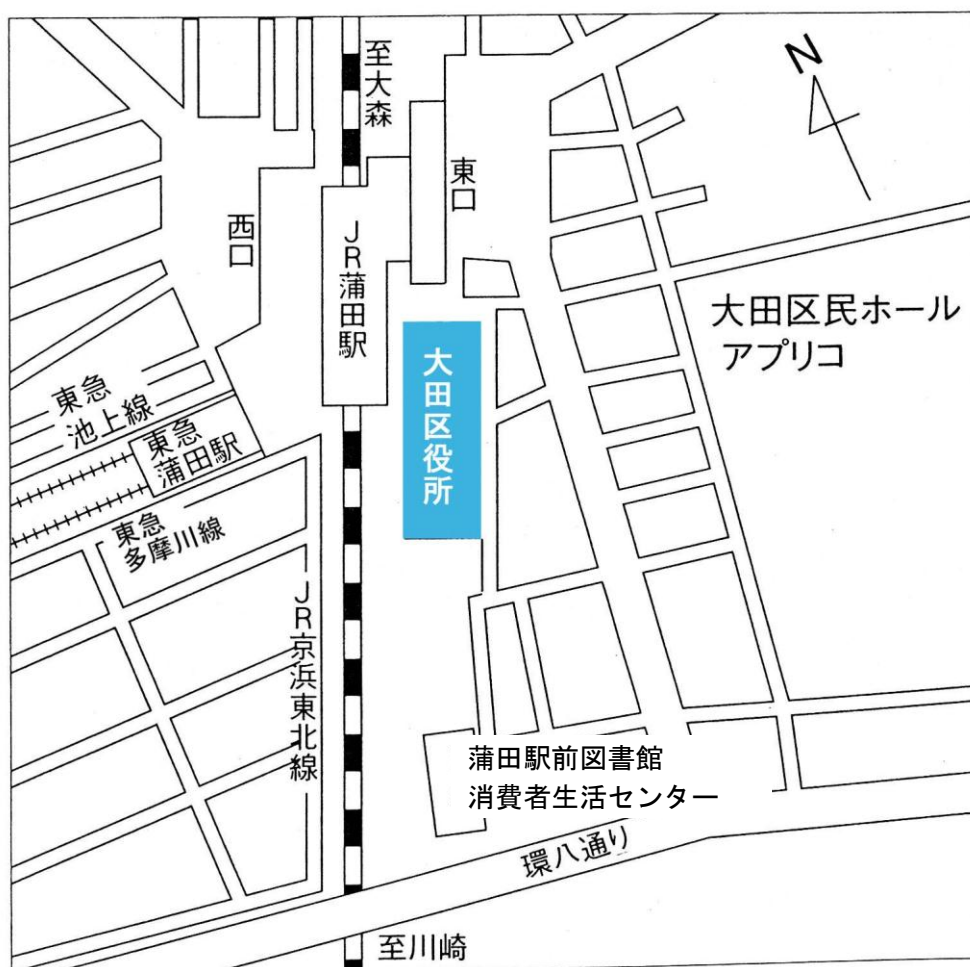 至大森
N
東口
西口
JR蒲田駅
大田区民ホール
アプリコ
大田区役所
東急
池上線
東急
蒲田駅
東急
多摩川線
JR京浜東北線
蒲田駅前図書館
消費者生活センター
環八通り
至川崎